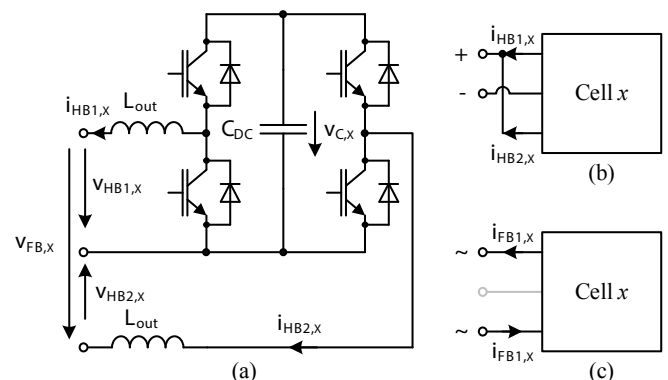 i_HB1,x
L_out
C_DC
v_C,x
v_HB1,x
v_FB,x
v_HB2,x
L_out
i_HB2,x
(a)
i_HB1,x
+
-
Cell x
i_HB2,x
(b)
i_FB1,x
~
Cell x
~
i_FB1,x
(c)